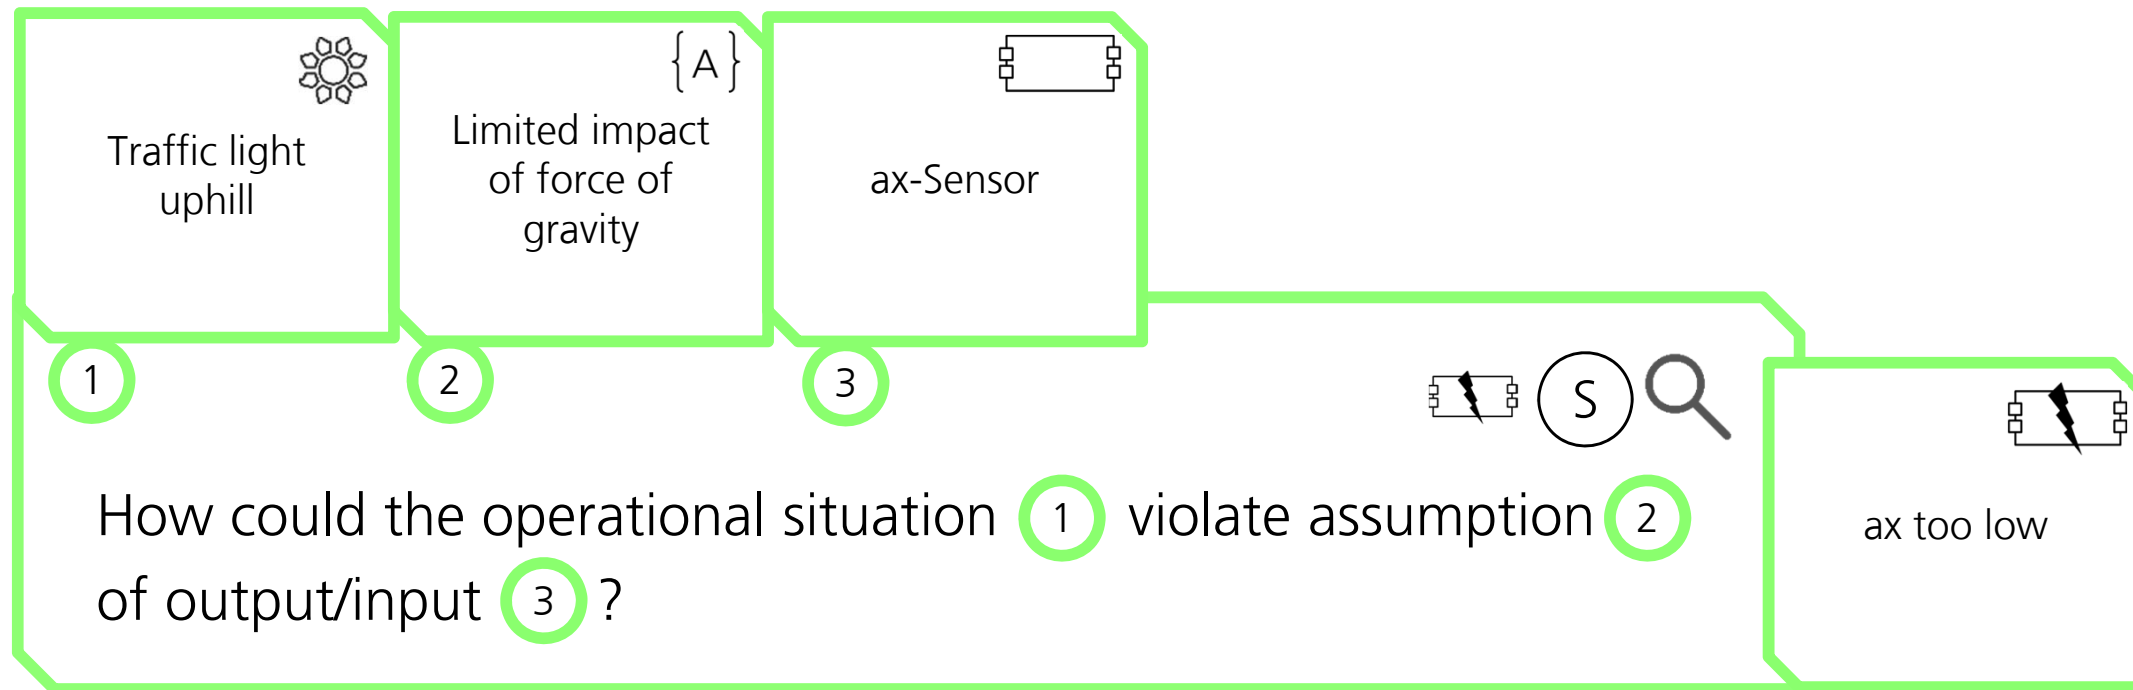 {A}
Traffic light
uphill
Limited impact
of force of
gravity
ax-Sensor
1
2
3
S
How could the operational situation 1 violate assumption 2
of output/input 3 ?
ax too low